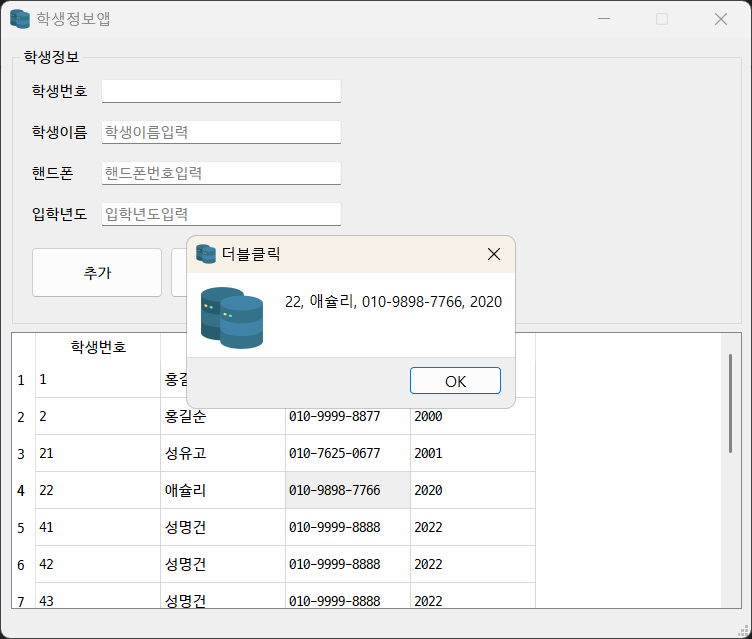 학생정보앱
학생정보
학생번호
학생이름 학생이름입력
핸드폰 핸드폰번호입력
입학년도 입학년도입력
더블클릭
추가
22, 애슐리, 010-9898-7766, 2020
OK
학생번호
1 1
2 2 홍길순 010-9999-8877 2000
3 21 성유고 010-7625-0677 2001
4 22 애슐리 010-9898-7766 2020
5 41 성명건 010-9999-8888 2022
6 42 성명건 010-9999-8888 2022
7 43 성명건 010-9999-8888 2022